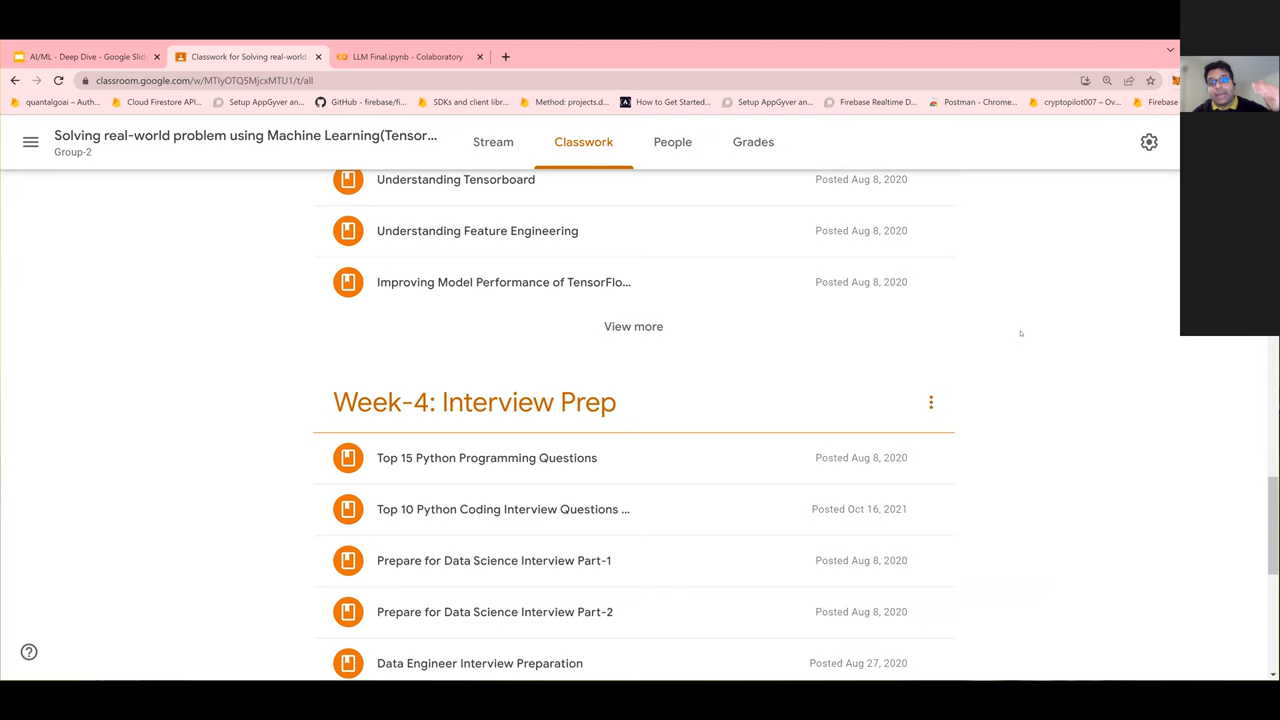 AI/ML - Deep Dive - Google Slid
Classwork for Solving real-world
LLM Final.ipynb - Colaboratory
classroom.google.com/w/MTIyOTQ5MjcxMTU1/t/all
quantalgoai – Auth...
Cloud Firestore API...
Setup AppGyver an...
GitHub - firebase/fi...
SDKs and client libr...
Method: projects.d...
How to Get Started...
Setup AppGyver an...
Firebase Realtime D...
Postman - Chrome...
cryptopilot007 – Ov...
Firebase
Solving real-world problem using Machine Learning(Tensor...
Group-2
Stream
Classwork
People
Grades
Understanding Tensorboard
Posted Aug 8, 2020
Understanding Feature Engineering
Posted Aug 8, 2020
Improving Model Performance of TensorFlo...
Posted Aug 8, 2020
View more
Week-4: Interview Prep
Top 15 Python Programming Questions
Posted Aug 8, 2020
Top 10 Python Coding Interview Questions ...
Posted Oct 16, 2021
Prepare for Data Science Interview Part-1
Posted Aug 8, 2020
Prepare for Data Science Interview Part-2
Posted Aug 8, 2020
Data Engineer Interview Preparation
Posted Aug 27, 2020